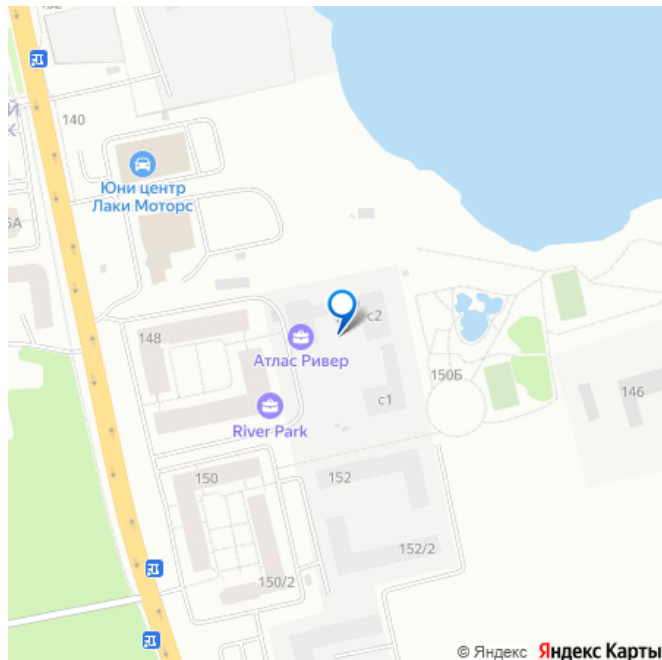 140
Юни центр
Лаки Моторс
148
Атлас Ривер
с2
150Б
с1
146
River Park
150
152
152/2
150/2
© Яндекс Яндекс Карты